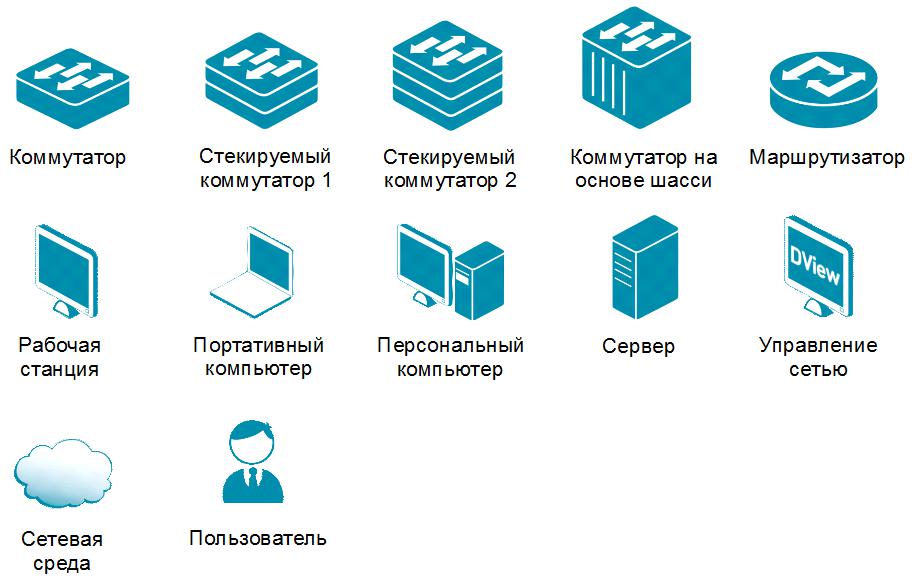 Коммутатор
Стекируемый
коммутатор 1
Стекируемый
коммутатор 2
Коммутатор на
основе шасси
Маршрутизатор
DView
Рабочая
станция
Портативный
компьютер
Персональный
компьютер
Сервер
Управление
сетью
Сетевая
среда
Пользователь